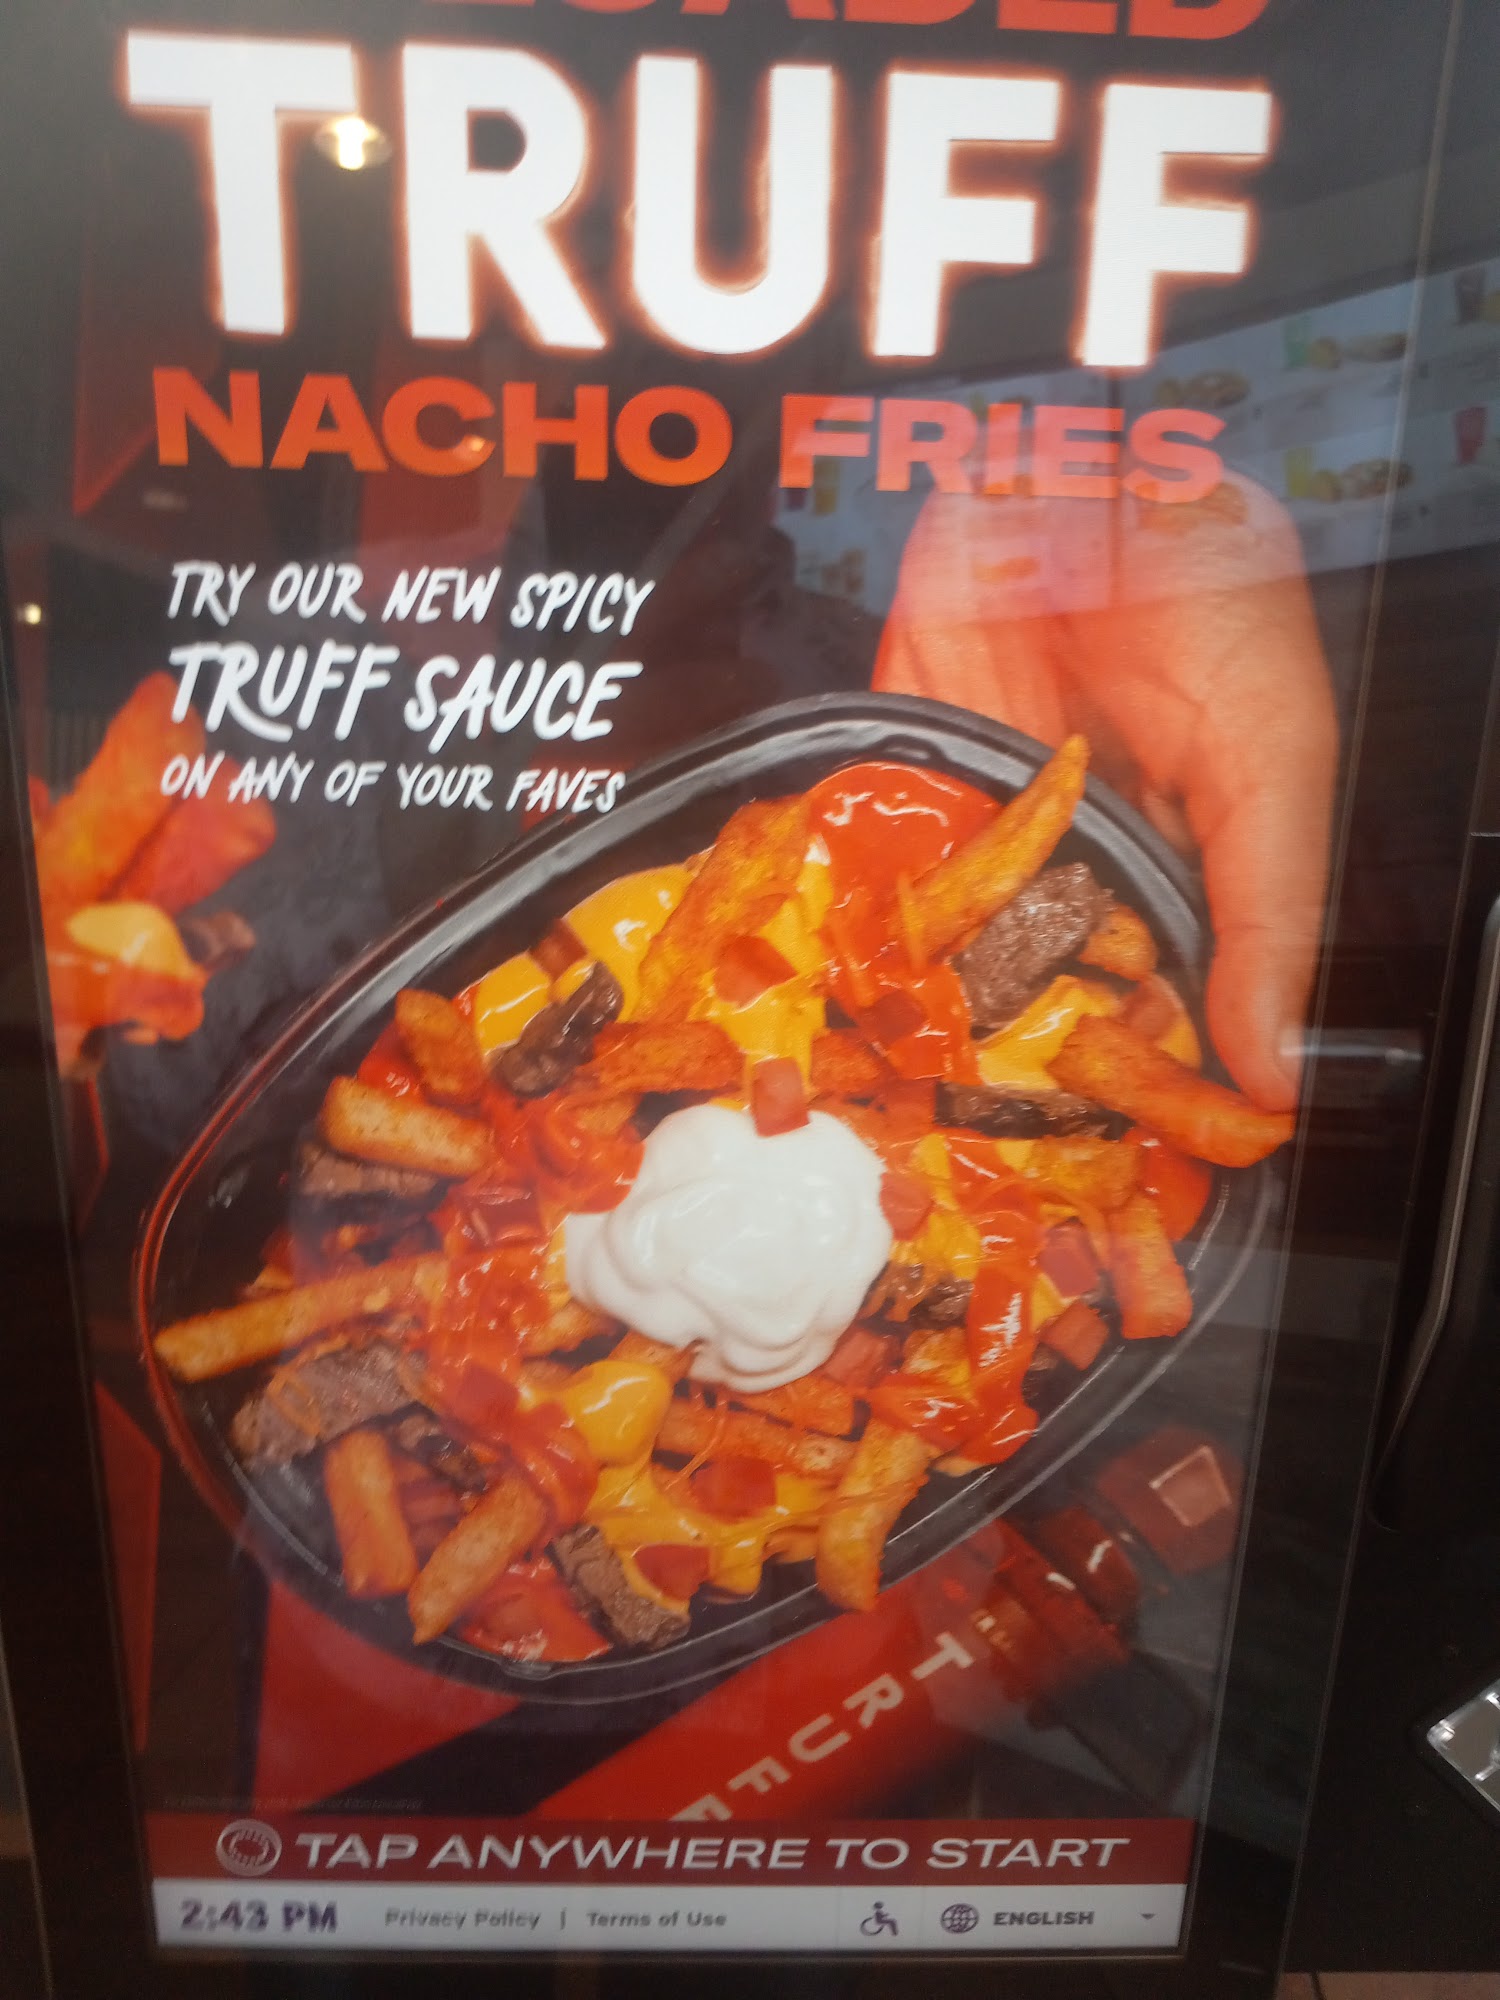 TRUFF
NACHO FRIES
TRY OUR NEW SPICY
TRUFF SAUCE
ON ANY OF YOUR FAVES
TRUFF
TAP ANYWHERE TO START
2:43 PM Privacy Policy | Terms of Use ENGLISH